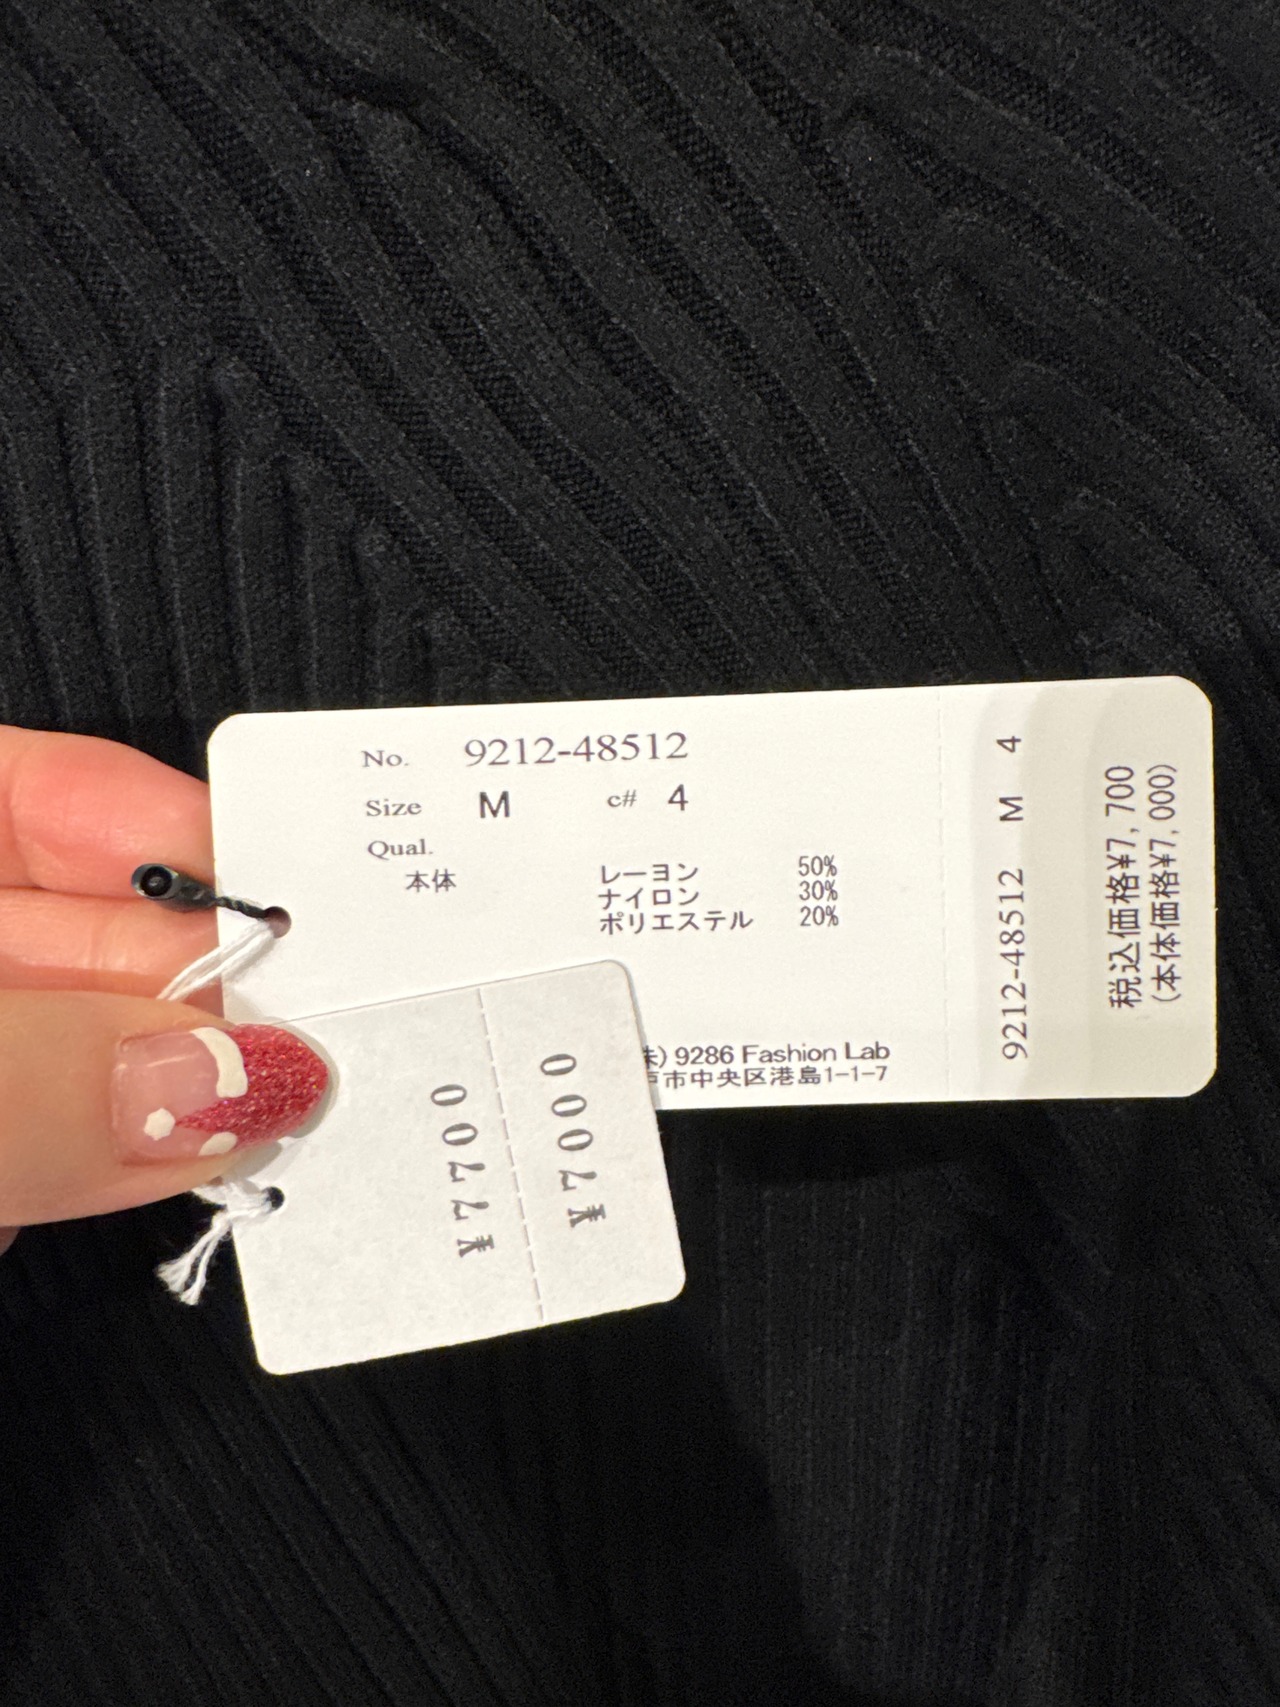 No. 9212-48512
Size M c# 4
Qual.
本体 レーヨン 50%
ナイロン 30%
ポリエステル 20%
株) 9286 Fashion Lab
戸市中央区港島1-1-7
9212-48512 M 4
税込価格¥7,700
(本体価格¥7,000)
¥7000
¥7700